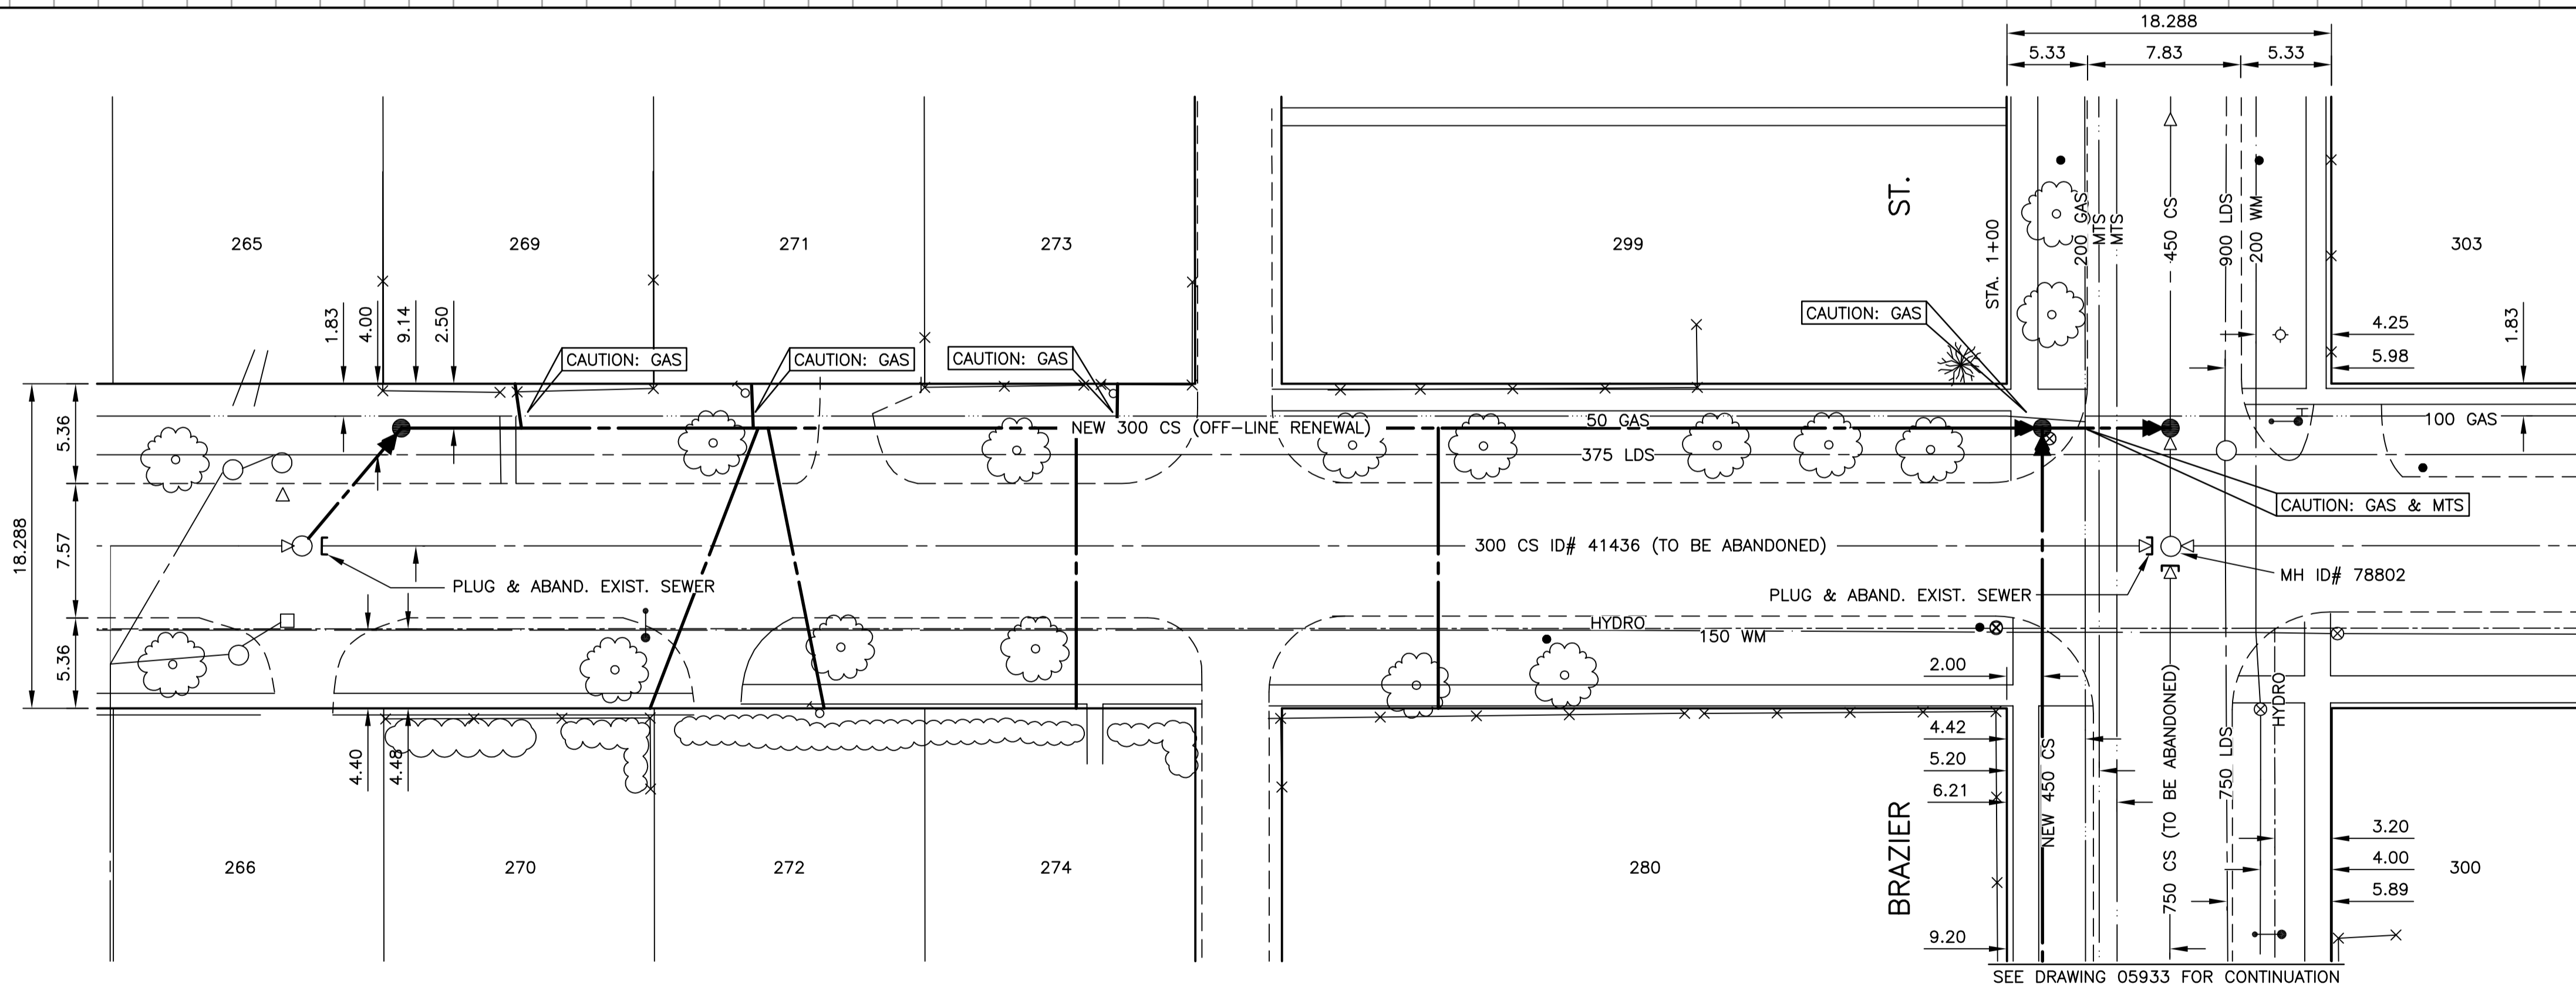 18.288
5.33
7.83
5.33
265
269
271
273
299
ST.
STA. 1+00
200 GAS
MTS
MTS
450 CS
900 LDS
200 WM
303
1.83
4.00
9.14
2.50
CAUTION: GAS
CAUTION: GAS
CAUTION: GAS
CAUTION: GAS
4.25
5.98
1.83
18.288
5.36
7.57
5.36
NEW 300 CS (OFF-LINE RENEWAL)
50 GAS
375 LDS
100 GAS
CAUTION: GAS & MTS
300 CS ID# 41436 (TO BE ABANDONED)
PLUG & ABAND. EXIST. SEWER
PLUG & ABAND. EXIST. SEWER
MH ID# 78802
HYDRO
150 WM
2.00
4.40
4.48
4.42
5.20
6.21
9.20
BRAZIER
NEW 450 CS
750 CS (TO BE ABANDONED)
750 LDS
HYDRO
3.20
4.00
5.89
266
270
272
274
280
300
SEE DRAWING 05933 FOR CONTINUATION